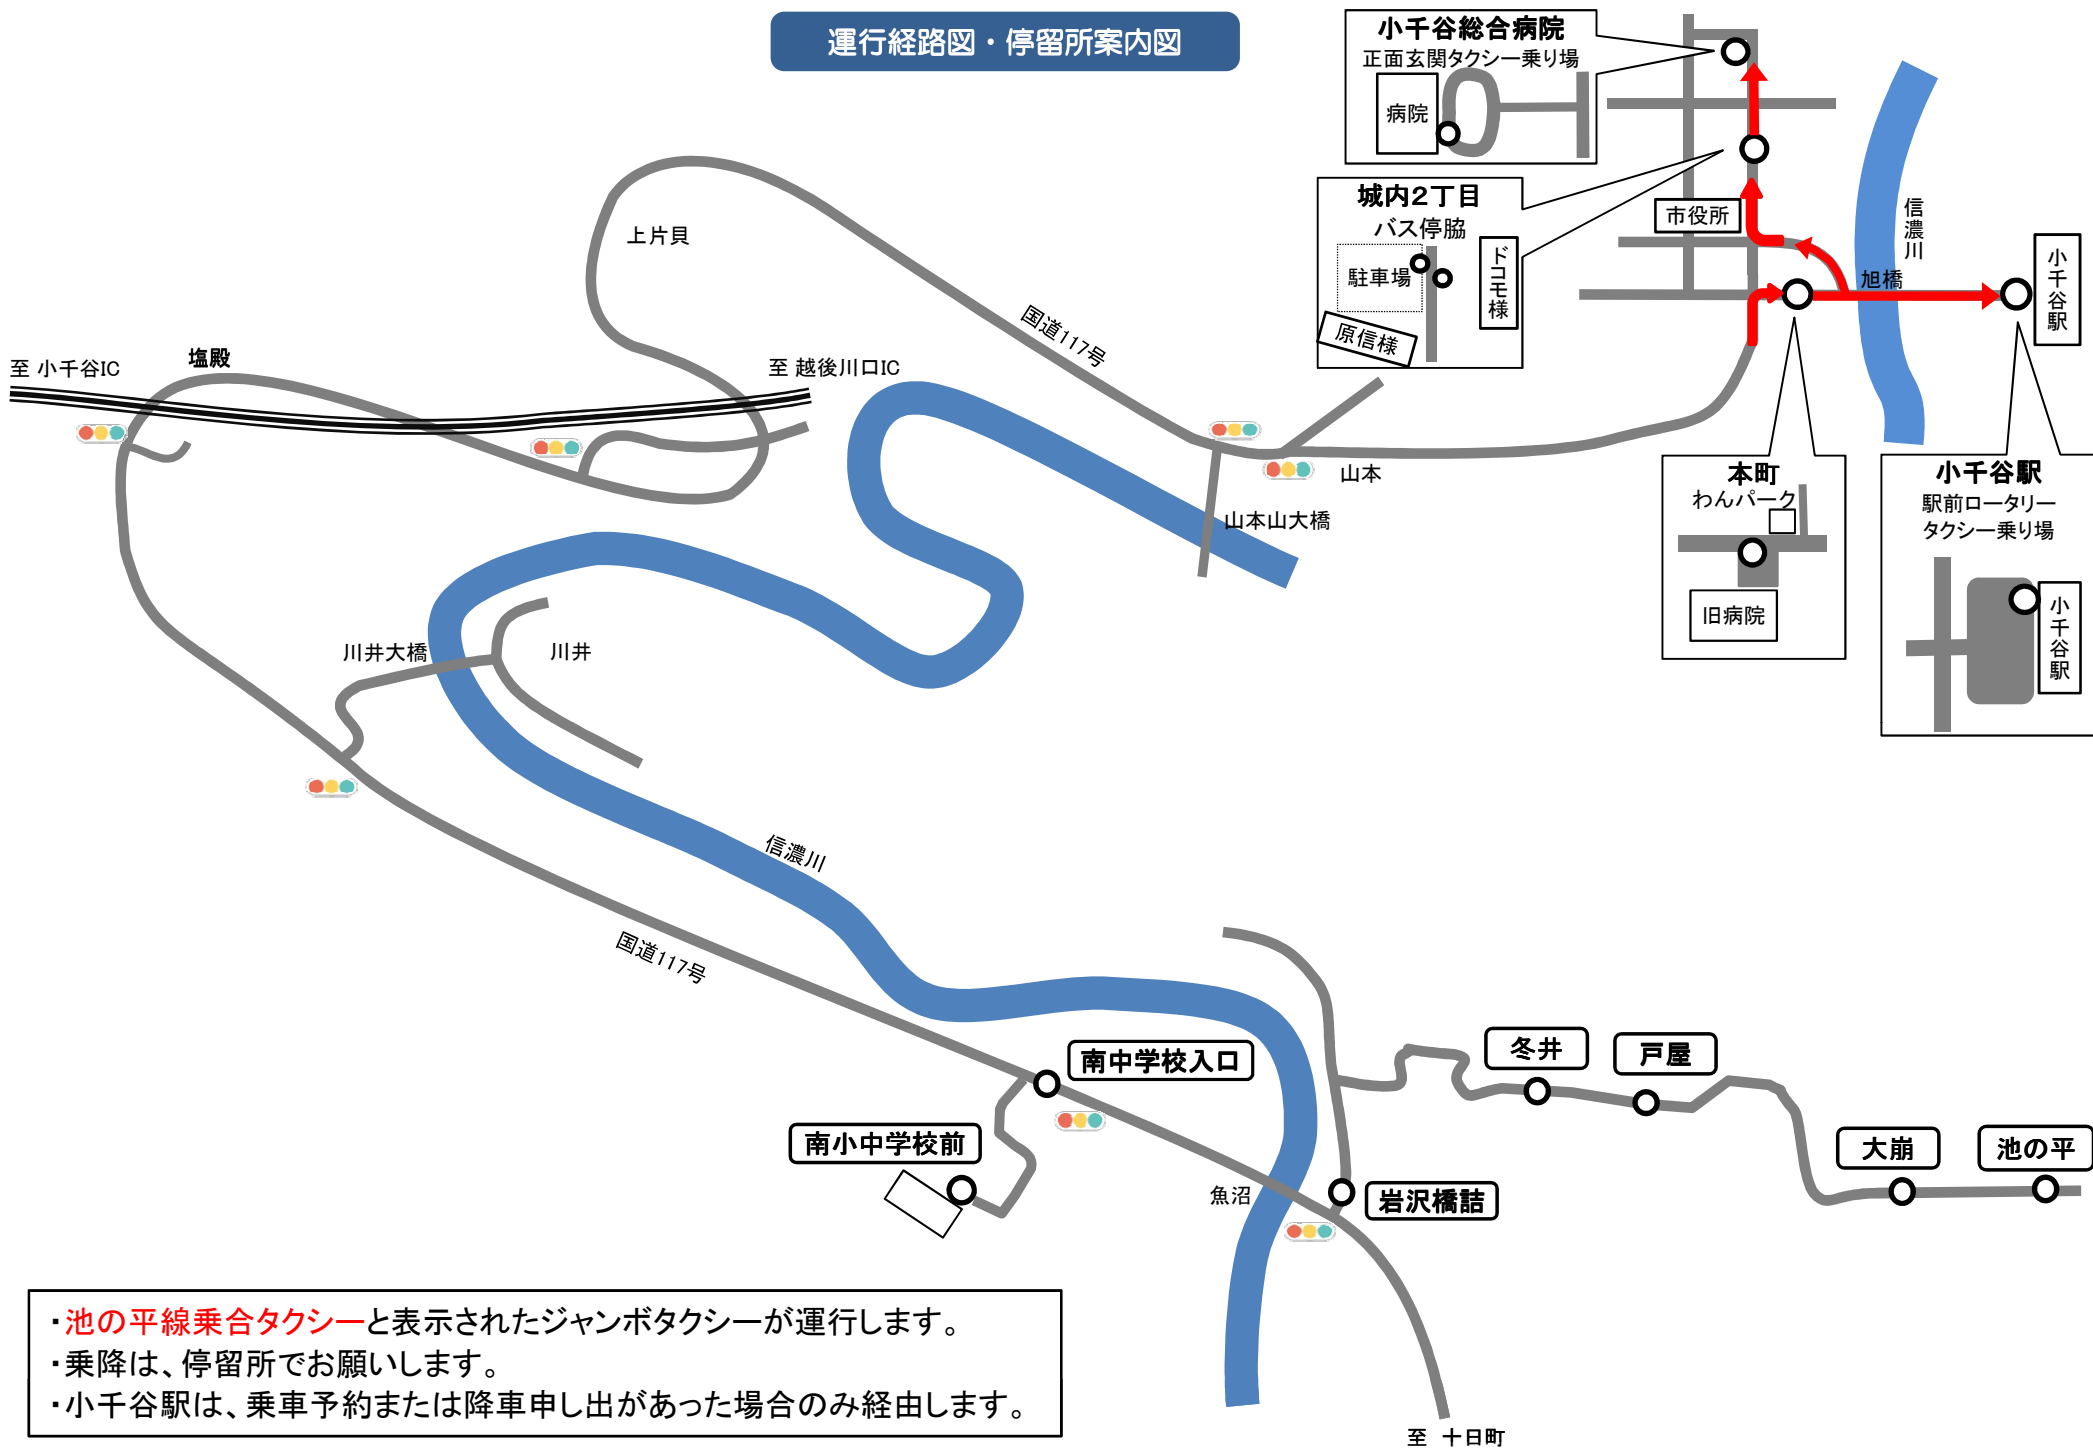 運行経路図・停留所案内図
小千谷総合病院
正面玄関タクシー乗り場
病院
城内2丁目
バス停脇
駐車場
ドコモ様
原信様
市役所
信濃川
旭橋
小千谷駅
上片貝
国道117号
至 小千谷IC
塩殿
至 越後川口IC
山本
山本山大橋
本町
わんパーク
旧病院
小千谷駅
駅前ロータリー
タクシー乗り場
小千谷駅
川井大橋
川井
信濃川
国道117号
南中学校入口
南小中学校前
魚沼
岩沢橋詰
冬井
戸屋
大崩
池の平
・池の平線乗合タクシーと表示されたジャンボタクシーが運行します。
・乗降は、停留所でお願いします。
・小千谷駅は、乗車予約または降車申し出があった場合のみ経由します。
至 十日町